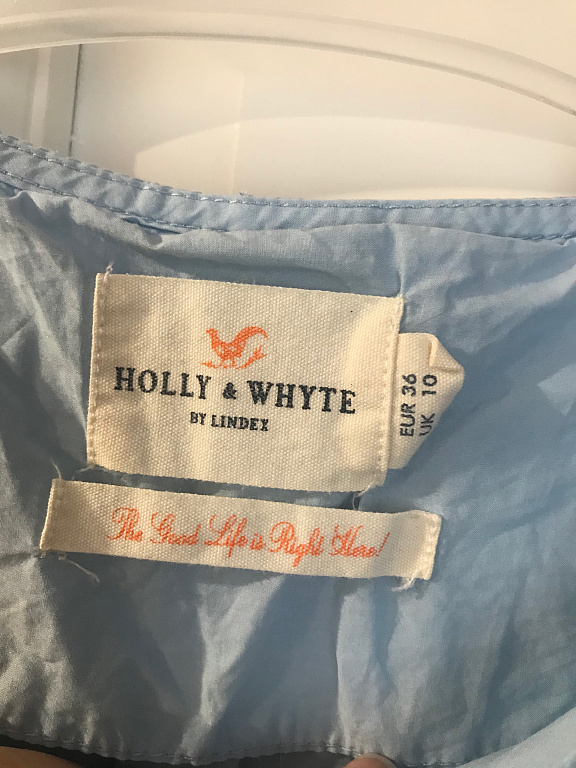 HOLLY & WHYTE
BY LINDEX
EUR 36
UK 10
The Good Life is Right Here!